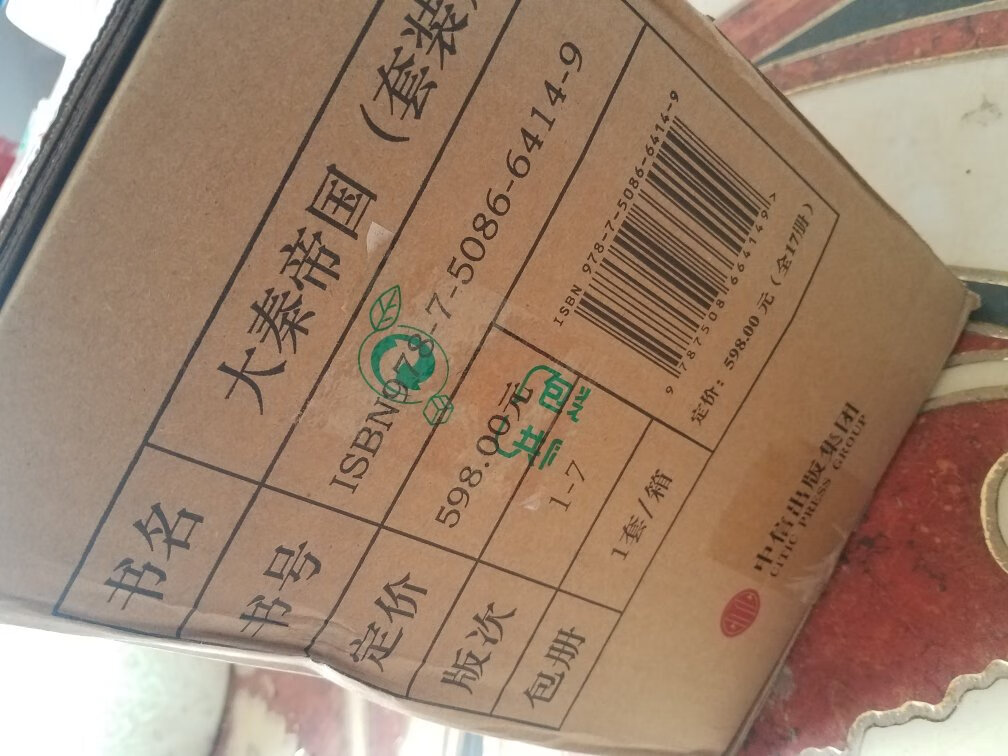 书名 大秦帝国（套装
书号 ISBN978-7-5086-6414-9
定价 598.00元
版次 1-7
包册 1套/箱
ISBN 978-7-5086-6414-9
9 787508 664149>
定价：598.00 元（全17册）
中信出版集团
CITIC PRESS GROUP